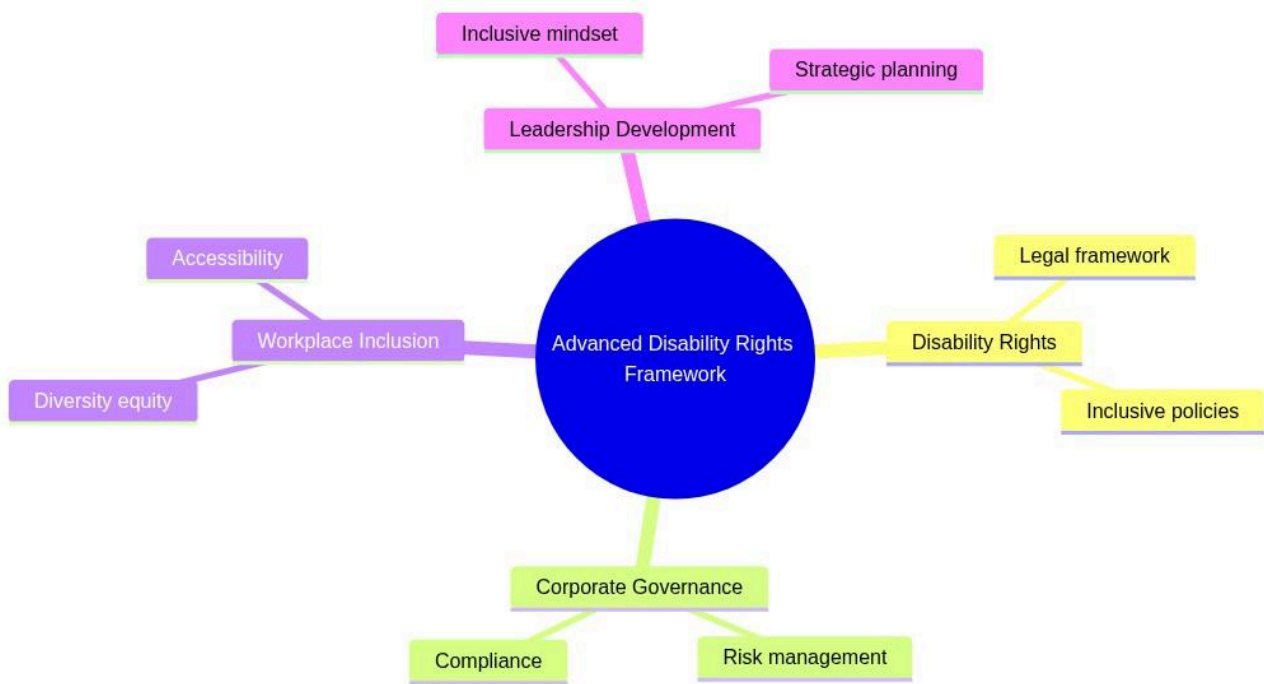 Inclusive mindset
Strategic planning
Leadership Development
Accessibility
Workplace Inclusion
Diversity equity
Advanced Disability Rights
Framework
Legal framework
Disability Rights
Inclusive policies
Corporate Governance
Compliance
Risk management